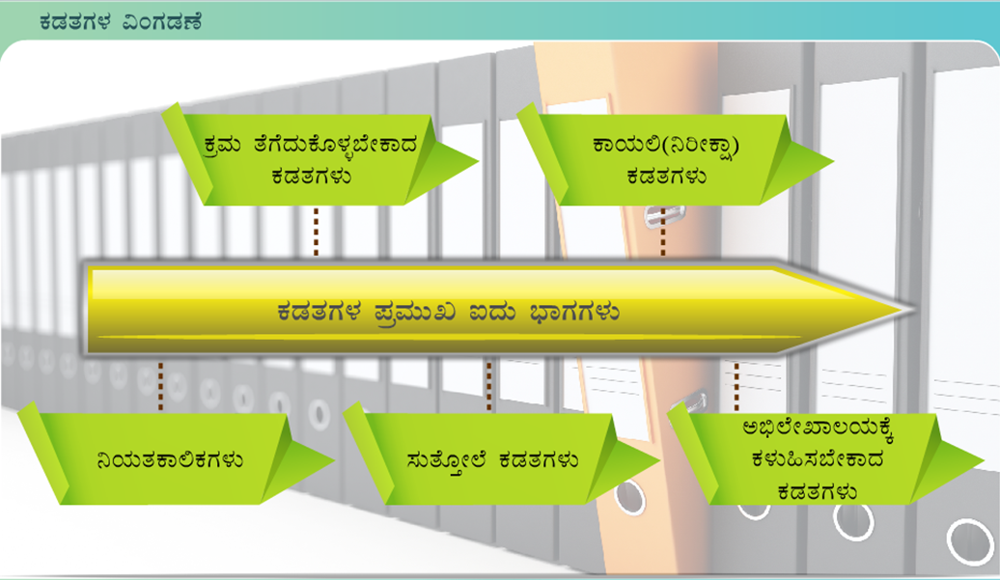 ಕಡತಗಳ ವಿಂಗಡಣೆ
ಕ್ರಮ ತೆಗೆದುಕೊಳ್ಳಬೇಕಾದ
ಕಡತಗಳು
ಕಾಯಲಿ(ನಿರೀಕ್ಷಾ)
ಕಡತಗಳು
ಕಡತಗಳ ಪ್ರಮುಖ ಐದು ಭಾಗಗಳು
ನಿಯತಕಾಲಿಕಗಳು
ಸುತ್ತೋಲೆ ಕಡತಗಳು
ಅಭಿಲೇಖಾಲಯಕ್ಕೆ
ಕಳುಹಿಸಬೇಕಾದ
ಕಡತಗಳು